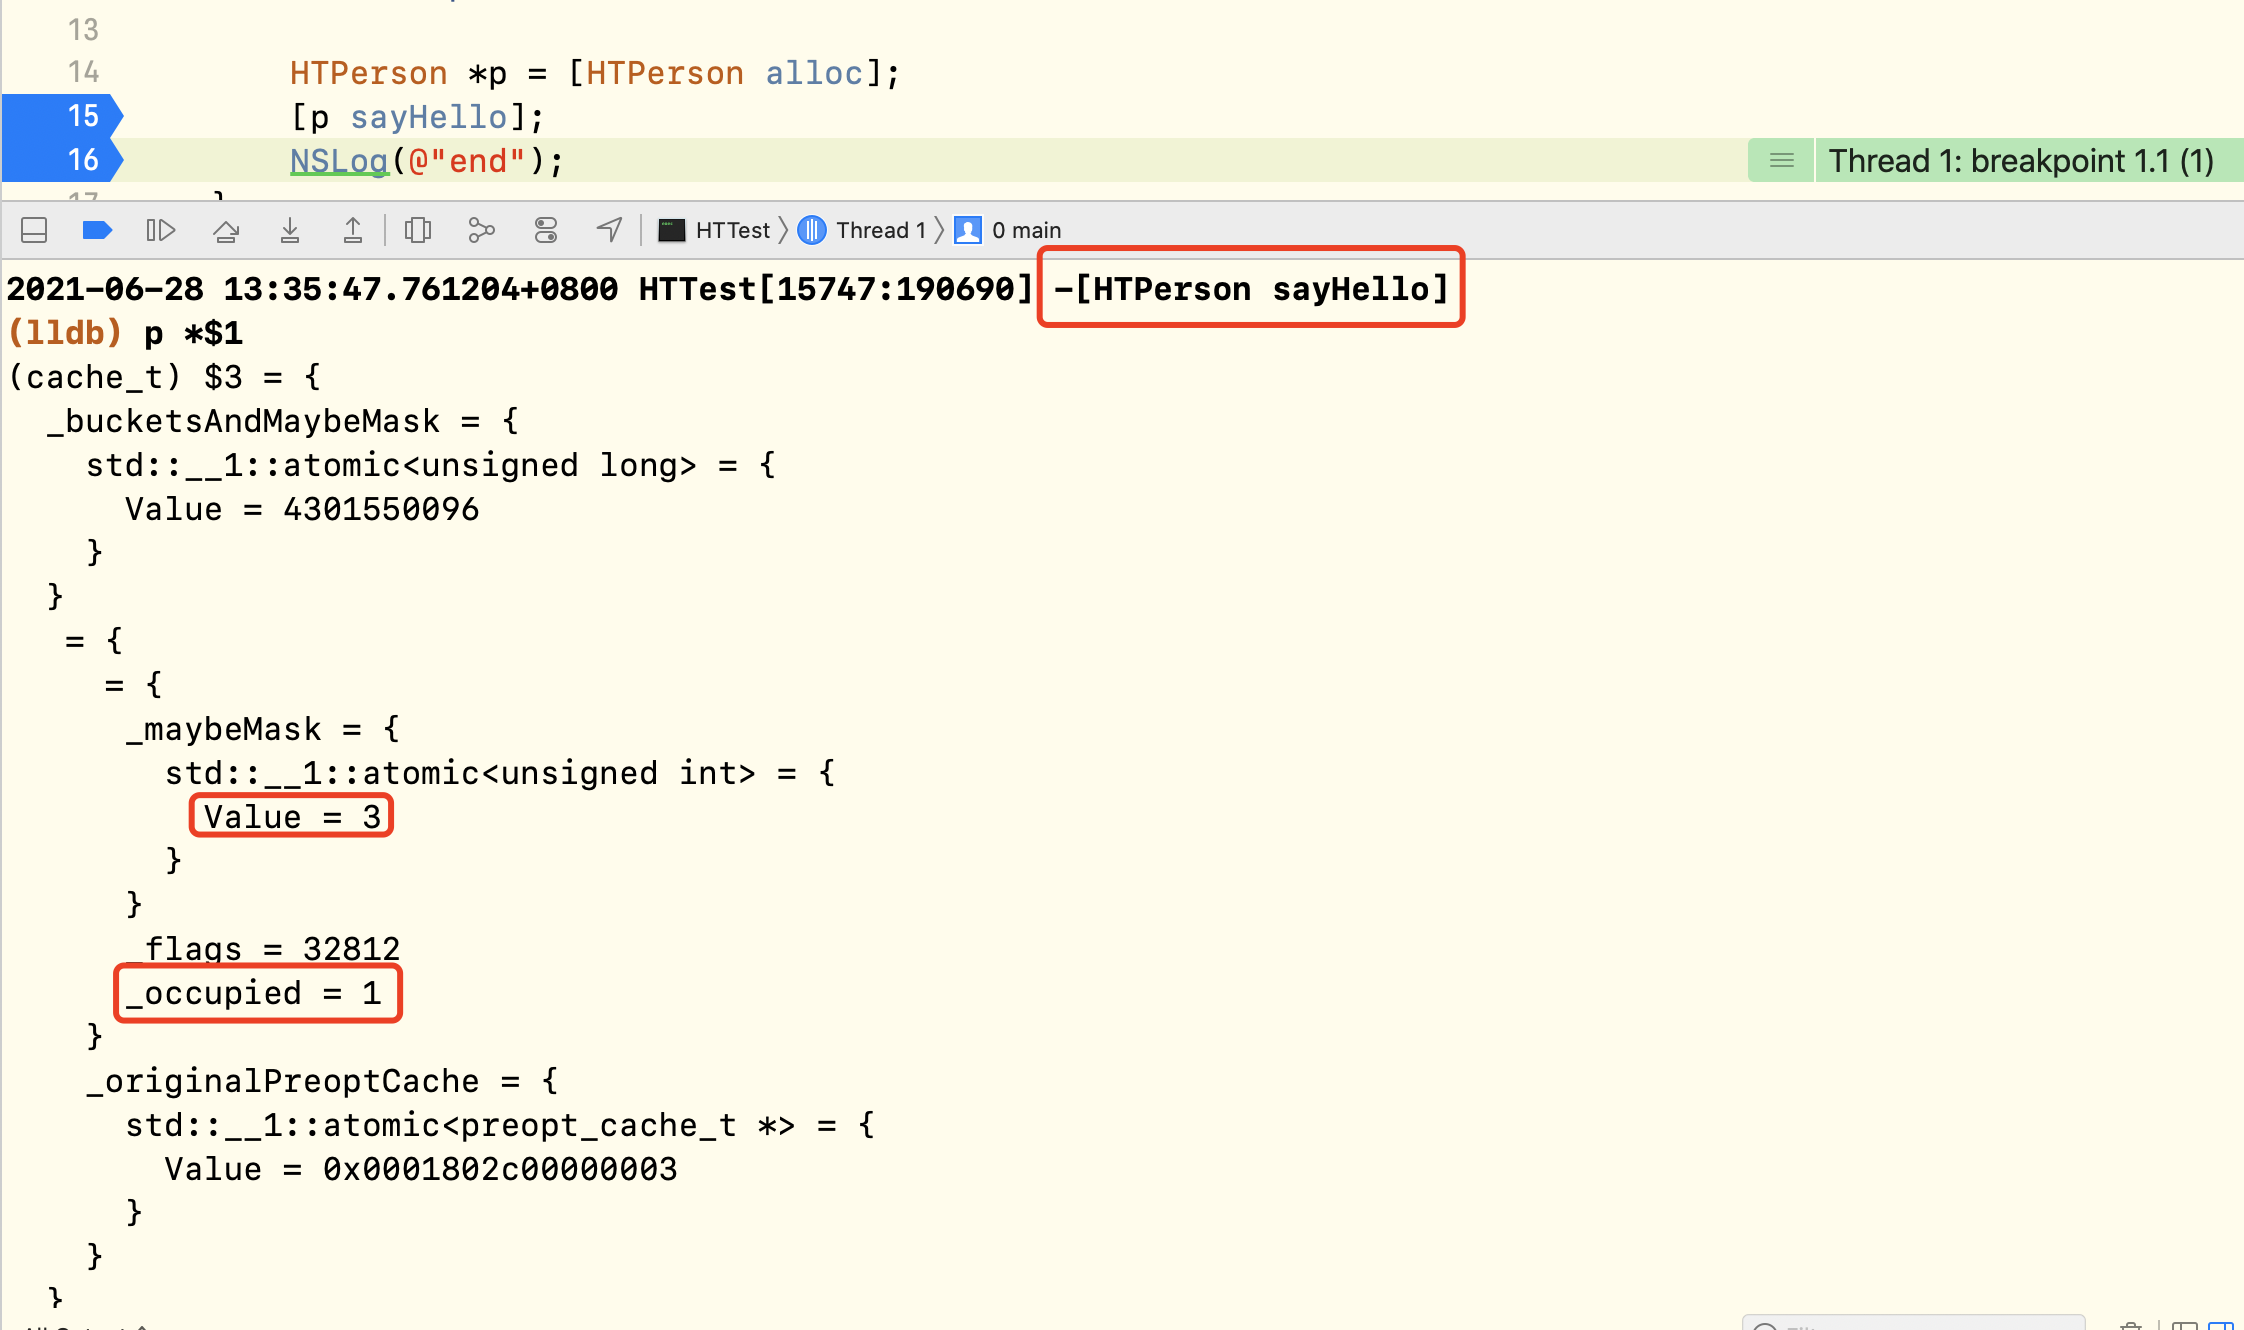 13
14 HTPerson *p = [HTPerson alloc];
15 [p sayHello];
16 NSLog(@"end"); Thread 1: breakpoint 1.1 (1)
17 }
HTTest Thread 1 0 main
2021-06-28 13:35:47.761204+0800 HTTest[15747:190690] -[HTPerson sayHello]
(lldb) p *$1
(cache_t) $3 = {
_bucketsAndMaybeMask = {
std::__1::atomic<unsigned long> = {
Value = 4301550096
}
}
= {
= {
_maybeMask = {
std::__1::atomic<unsigned int> = {
Value = 3
}
}
_flags = 32812
_occupied = 1
}
_originalPreoptCache = {
std::__1::atomic<preopt_cache_t *> = {
Value = 0x0001802c00000003
}
}
}